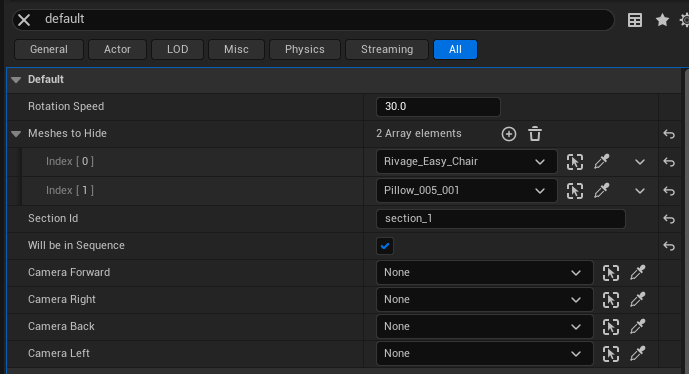 default
General Actor LOD Misc Physics Streaming All
Default
Rotation Speed 30.0
Meshes to Hide 2 Array elements
Index [ 0 ] Rivage_Easy_Chair
Index [ 1 ] Pillow_005_001
Section Id section_1
Will be in Sequence
Camera Forward None
Camera Right None
Camera Back None
Camera Left None